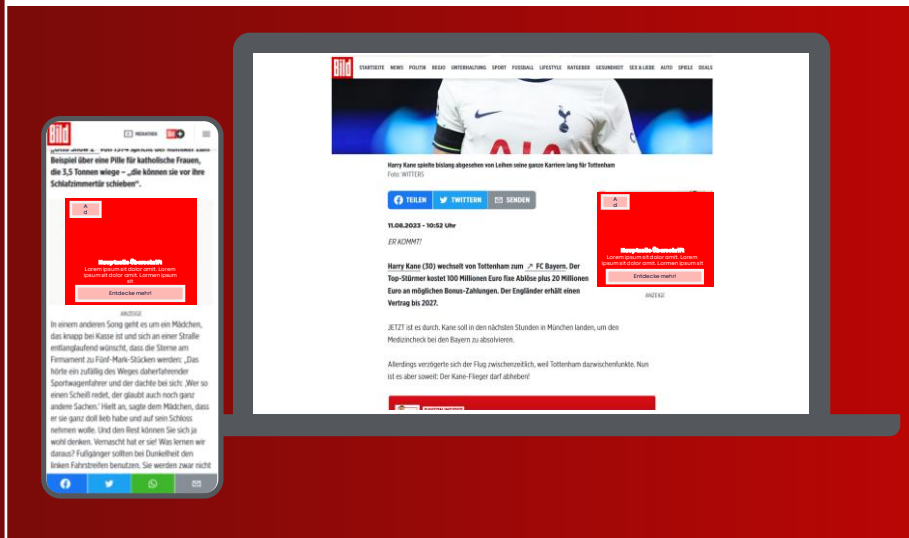 Bild
MEDIATHEK
Bild
„Otto Show 2“ von 1974 spricht der Komiker zum
Beispiel über eine Pille für katholische Frauen,
die 3,5 Tonnen wiege – „die können sie vor ihre
Schlafzimmertür schieben“.
A
d
Hauptzeile Überschrift
Lorem ipsum sit dolor amit. Lorem
ipsum sit dolor amit. Lormen ipsum
sit
Entdecke mehr!
ANZEIGE
In einem anderen Song geht es um ein Mädchen,
das knapp bei Kasse ist und sich an einer Straße
entlanglaufend wünscht, dass die Sterne am
Firmament zu Fünf-Mark-Stücken werden: „Das
hörte ein zufällig des Weges daherfahrender
Sportwagenfahrer und der dachte bei sich: ‚Wer so
einen Scheiß redet, der glaubt auch noch ganz
andere Sachen.‘ Hielt an, sagte dem Mädchen, dass
er sie ganz doll lieb habe und auf sein Schloss
nehmen wolle. Und den Rest können Sie sich ja
wohl denken. Vernascht hat er sie! Was lernen wir
daraus? Fußgänger sollten bei Dunkelheit den
linken Fahrstreifen benutzen. Sie werden zwar nicht
Bild
STARTSEITE NEWS POLITIK REGIO UNTERHALTUNG SPORT FUSSBALL LIFESTYLE RATGEBER GESUNDHEIT SEX & LIEBE AUTO SPIELE DEALS
AIA
Harry Kane spielte bislang abgesehen von Leihen seine ganze Karriere lang für Tottenham
Foto: WITTERS
TEILEN TWITTERN SENDEN
11.08.2023 - 10:52 Uhr
ER KOMMT!
Harry Kane (30) wechselt von Tottenham zum FC Bayern. Der
Top-Stürmer kostet 100 Millionen Euro fixe Ablöse plus 20 Millionen
Euro an möglichen Bonus-Zahlungen. Der Engländer erhält einen
Vertrag bis 2027.
JETZT ist es durch. Kane soll in den nächsten Stunden in München landen, um den
Medizincheck bei den Bayern zu absolvieren.
Allerdings verzögerte sich der Flug zwischenzeitlich, weil Tottenham dazwischenfunkte. Nun
ist es aber soweit: Der Kane-Flieger darf abheben!
A
d
Hauptzeile Überschrift
Lorem ipsum sit dolor amit. Lorem
ipsum sit dolor amit. Lormen ipsum sit
Entdecke mehr!
ANZEIGE